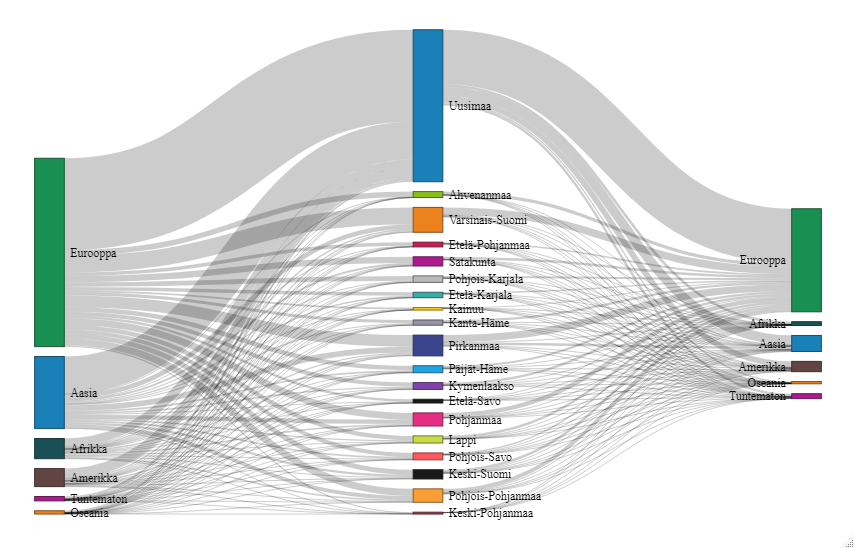 Eurooppa
Aasia
Afrikka
Amerikka
Tuntematon
Oseania
Uusimaa
Ahvenanmaa
Varsinais-Suomi
Etelä-Pohjanmaa
Satakunta
Pohjois-Karjala
Etelä-Karjala
Kainuu
Kanta-Häme
Pirkanmaa
Päijät-Häme
Kymenlaakso
Etelä-Savo
Pohjanmaa
Lappi
Pohjois-Savo
Keski-Suomi
Pohjois-Pohjanmaa
Keski-Pohjanmaa
Eurooppa
Afrikka
Aasia
Amerikka
Oseania
Tuntematon